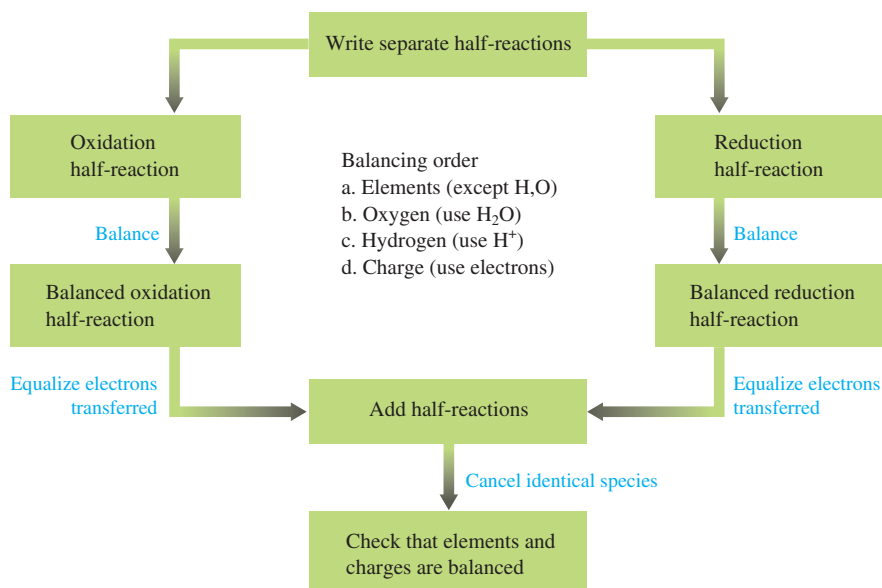 Write separate half-reactions
Oxidation
half-reaction
Reduction
half-reaction
Balancing order
a. Elements (except H,O)
b. Oxygen (use H₂O)
c. Hydrogen (use H⁺)
d. Charge (use electrons)
Balance
Balance
Balanced oxidation
half-reaction
Balanced reduction
half-reaction
Equalize electrons
transferred
Equalize electrons
transferred
Add half-reactions
Cancel identical species
Check that elements and
charges are balanced